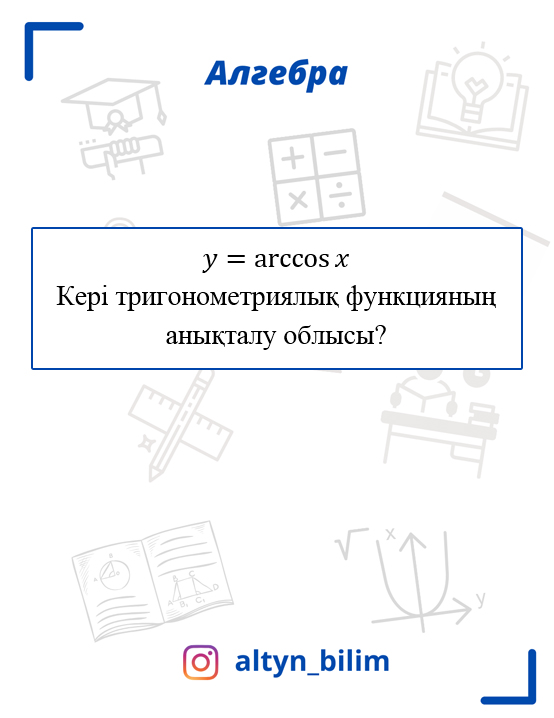 Алгебра
y = arccos x
Кері тригонометриялық функцияның
анықталу облысы?
√ x
y
altyn_bilim